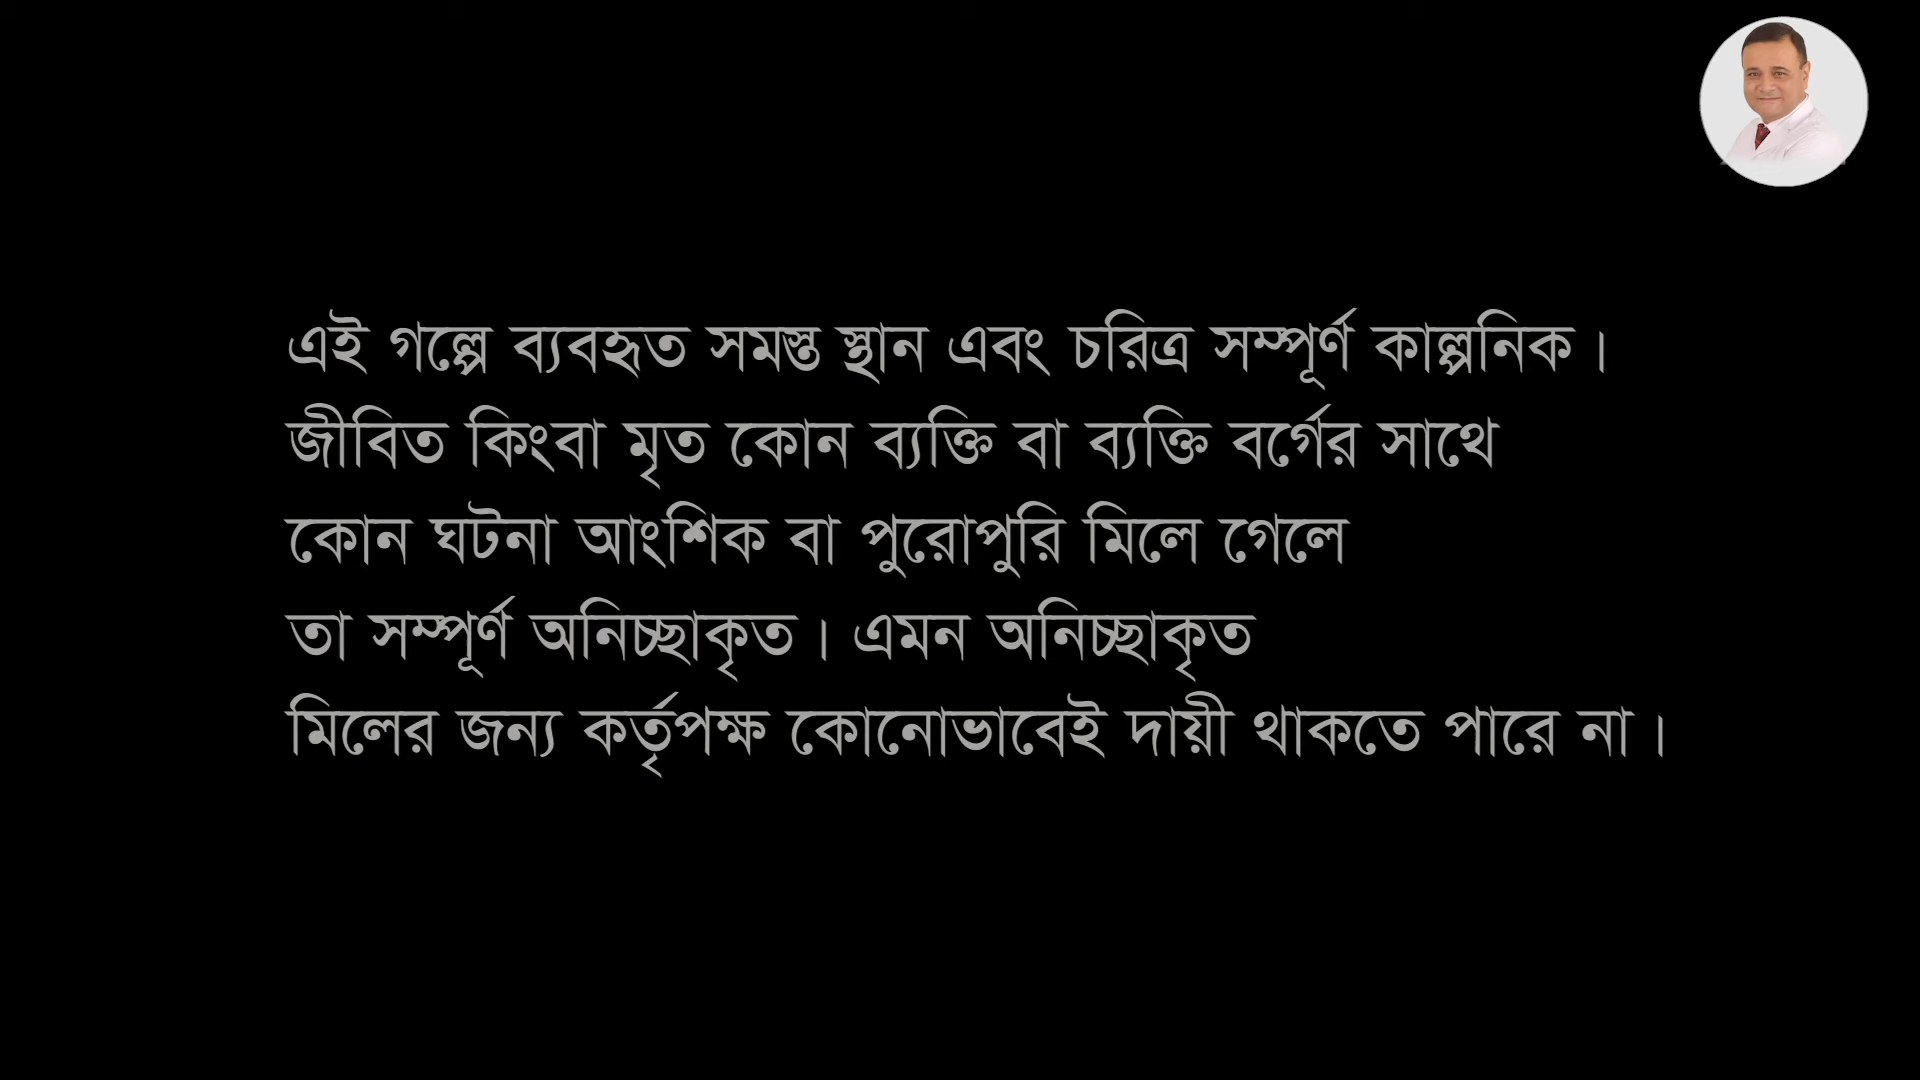 এই গল্পে ব্যবহৃত সমস্ত স্থান এবং চরিত্র সম্পূর্ণ কাল্পনিক।
জীবিত কিংবা মৃত কোন ব্যক্তি বা ব্যক্তি বর্গের সাথে
কোন ঘটনা আংশিক বা পুরোপুরি মিলে গেলে
তা সম্পূর্ণ অনিচ্ছাকৃত। এমন অনিচ্ছাকৃত
মিলের জন্য কর্তৃপক্ষ কোনোভাবেই দায়ী থাকতে পারে না।